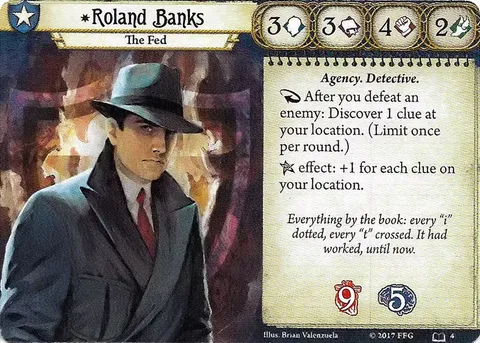 *Roland Banks
The Fed
3 3 4 2
Agency. Detective.
After you defeat an
enemy: Discover 1 clue at
your location. (Limit once
per round.)
effect: +1 for each clue on
your location.
Everything by the book: every “i”
dotted, every “t” crossed. It had
worked, until now.
9 5
Illus. Brian Valenzuela © 2017 FFG 4